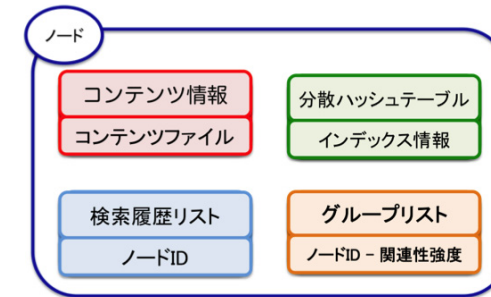 ノード
コンテンツ情報
コンテンツファイル
分散ハッシュテーブル
インデックス情報
検索履歴リスト
ノードID
グループリスト
ノードID – 関連性強度